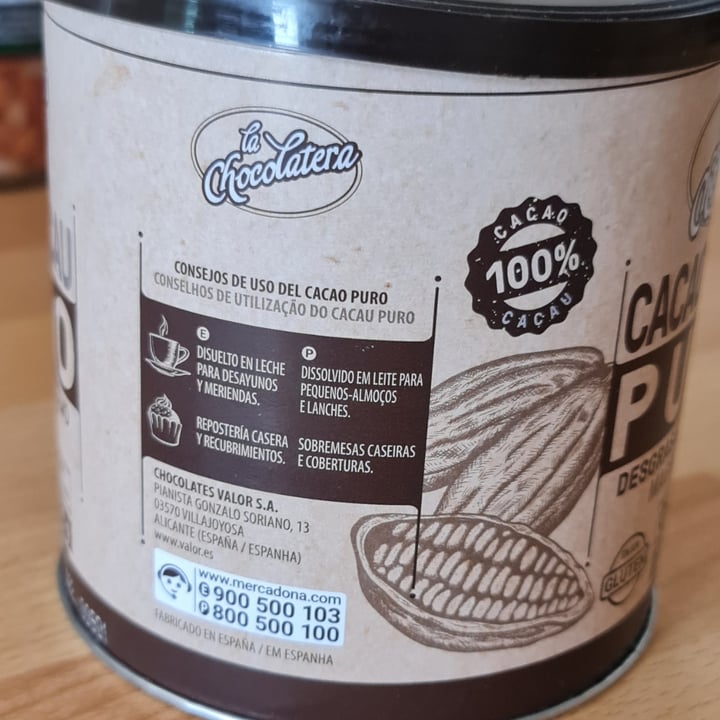 la
Chocolatera
CONSEJOS DE USO DEL CACAO PURO
CONSELHOS DE UTILIZAÇÃO DO CACAU PURO
E
DISUELTO EN LECHE
PARA DESAYUNOS
Y MERIENDAS.
REPOSTERÍA CASERA
Y RECUBRIMIENTOS.
P
DISSOLVIDO EM LEITE PARA
PEQUENOS-ALMOÇOS
E LANCHES.
SOBREMESAS CASEIRAS
E COBERTURAS.
CHOCOLATES VALOR S.A.
PIANISTA GONZALO SORIANO, 13
03570 VILLAJOYOSA
ALICANTE (ESPAÑA / ESPANHA)
www.valor.es
www.mercadona.com
E 900 500 103
P 800 500 100
FABRICADO EN ESPAÑA / EM ESPANHA
CACAO
100%
CACAU
CACA
PU
DESGRA
GLUTEN